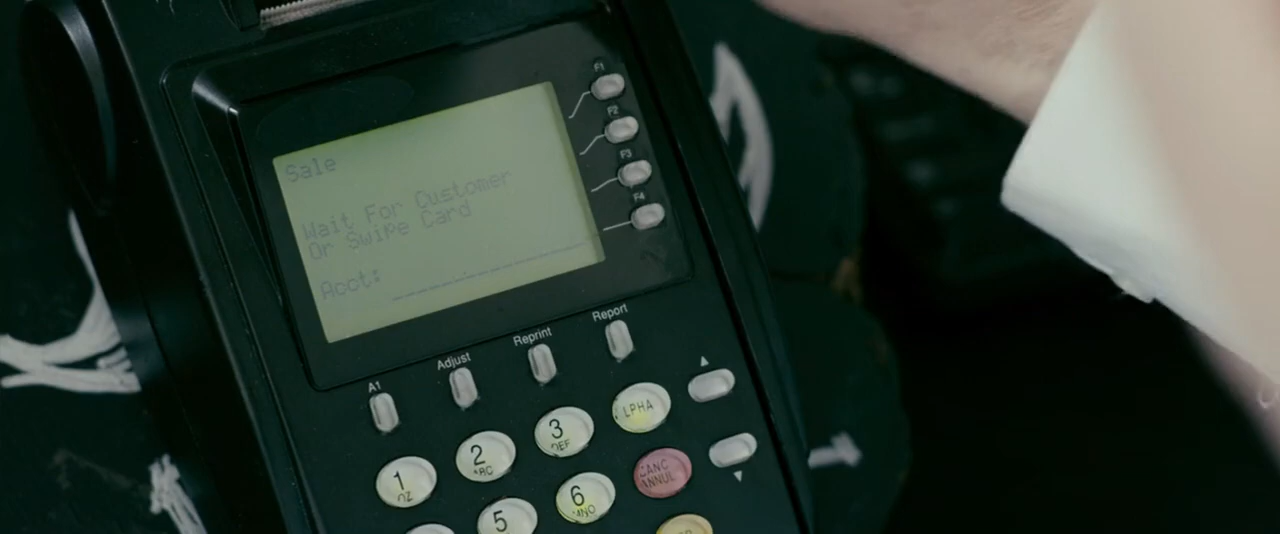 Sale
Wait For Customer
Or Swipe Card
Acct:
F1
F2
F3
F4
A1
Adjust
Reprint
Report
1
OZ
2
ABC
3
DEF
LPHA
5
6
MNO
CANC
ANNUL